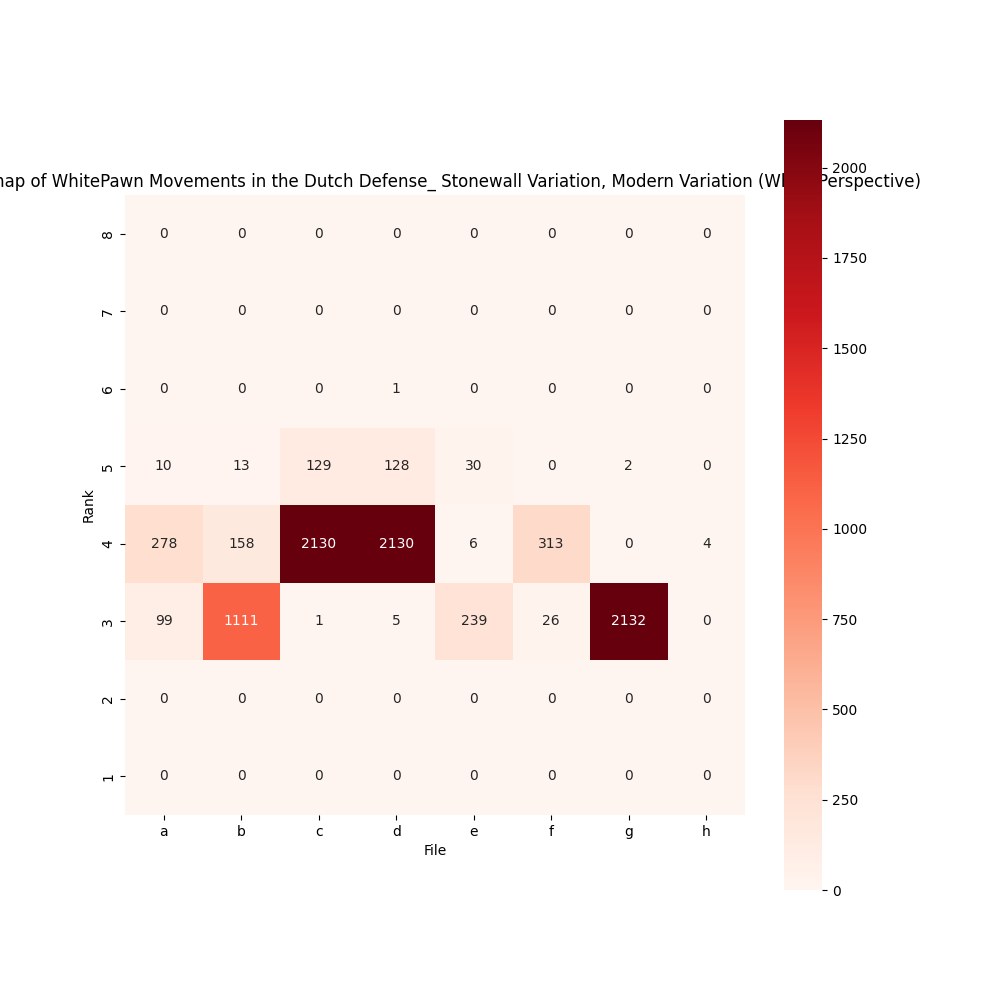 map of WhitePawn Movements in the Dutch Defense_ Stonewall Variation, Modern Variation (Wh Perspective)
8 0 0 0 0 0 0 0 0
7 0 0 0 0 0 0 0 0
6 0 0 0 1 0 0 0 0
5 10 13 129 128 30 0 2 0
4 278 158 2130 2130 6 313 0 4
3 99 1111 1 5 239 26 2132 0
2 0 0 0 0 0 0 0 0
1 0 0 0 0 0 0 0 0
Rank
a b c d e f g h
File
2000
1750
1500
1250
1000
750
500
250
0